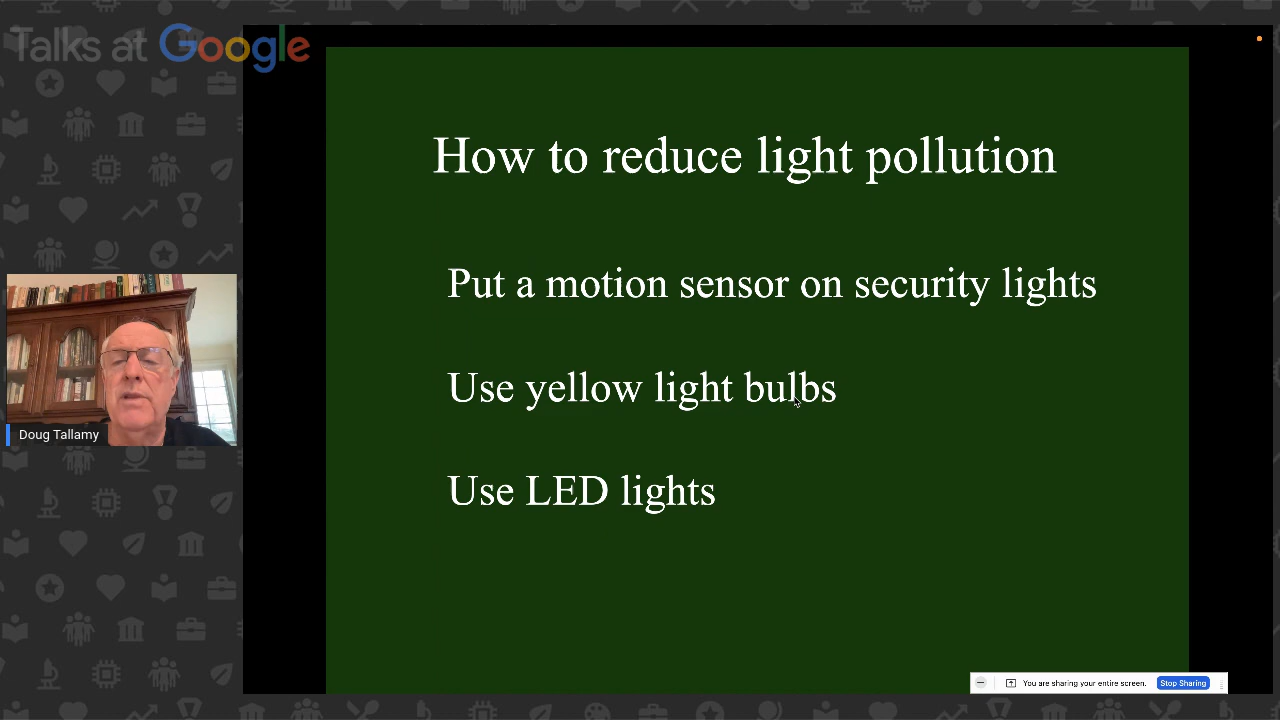 Talks at Google
How to reduce light pollution
Put a motion sensor on security lights
Use yellow light bulbs
Use LED lights
Doug Tallamy
You are sharing your entire screen.
Stop Sharing